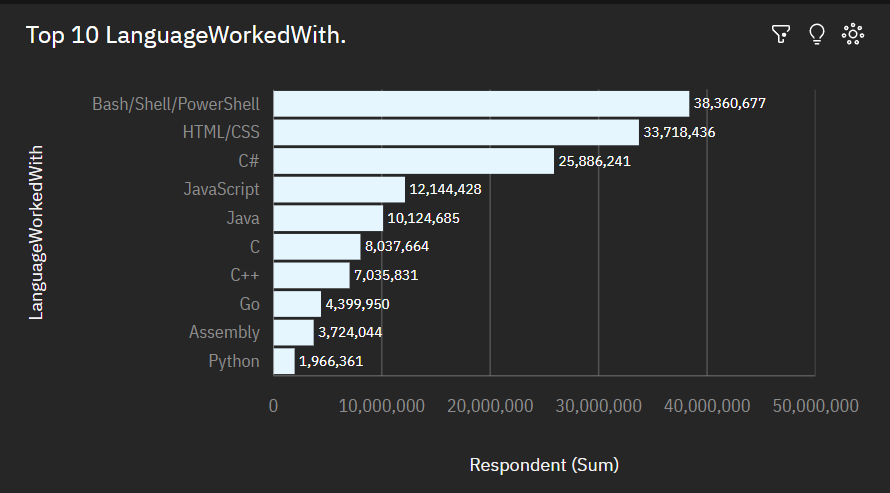 Top 10 LanguageWorkedWith.
LanguageWorkedWith
Bash/Shell/PowerShell 38,360,677
HTML/CSS 33,718,436
C# 25,886,241
JavaScript 12,144,428
Java 10,124,685
C 8,037,664
C++ 7,035,831
Go 4,399,950
Assembly 3,724,044
Python 1,966,361
0 10,000,000 20,000,000 30,000,000 40,000,000 50,000,000
Respondent (Sum)